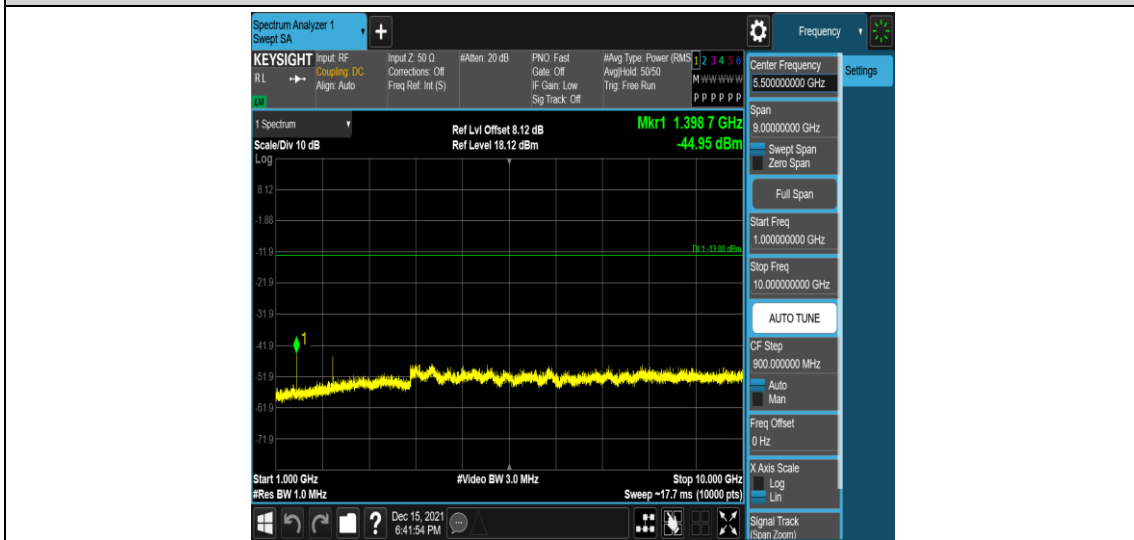 Spectrum Analyzer 1
Swept SA
+
Frequency
KEYSIGHT
RL
LXI
Input: RF
Coupling: DC
Align: Auto
Input Z: 50 Ω
Corrections: Off
Freq Ref: Int (S)
#Atten: 20 dB
PNO: Fast
Gate: Off
IF Gain: Low
Sig Track: Off
#Avg Type: Power (RMS
Avg|Hold: 50/50
Trig: Free Run
1 2 3 4 5 6
M W W W W W
P P P P P P
1 Spectrum
Scale/Div 10 dB
Ref Lvl Offset 8.12 dB
Ref Level 18.12 dBm
Mkr1 1.398 7 GHz
-44.95 dBm
Log
8.12
-1.88
-11.9
-21.9
-31.9
-41.9
-51.9
-61.9
-71.9
DL1 -13.00 dBm
1
Start 1.000 GHz
#Res BW 1.0 MHz
#Video BW 3.0 MHz
Stop 10.000 GHz
Sweep ~17.7 ms (10000 pts)
?
Dec 15, 2021
6:41:54 PM
Center Frequency
5.500000000 GHz
Settings
Span
9.00000000 GHz
Swept Span
Zero Span
Full Span
Start Freq
1.000000000 GHz
Stop Freq
10.000000000 GHz
AUTO TUNE
CF Step
900.000000 MHz
Auto
Man
Freq Offset
0 Hz
X Axis Scale
Log
Lin
Signal Track
(Span Zoom)